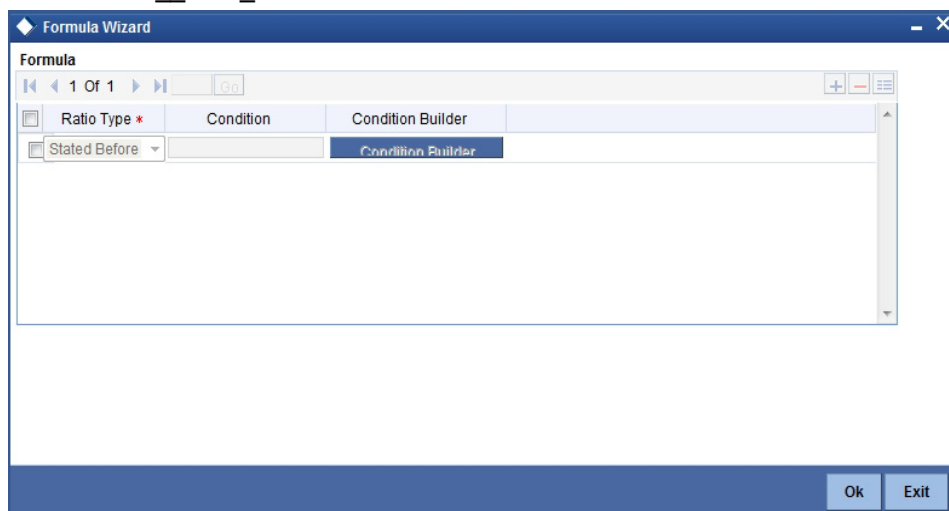 Formula Wizard
Formula
1 Of 1 Go
Ratio Type * Condition Condition Builder
Stated Before Condition Builder
Ok Exit